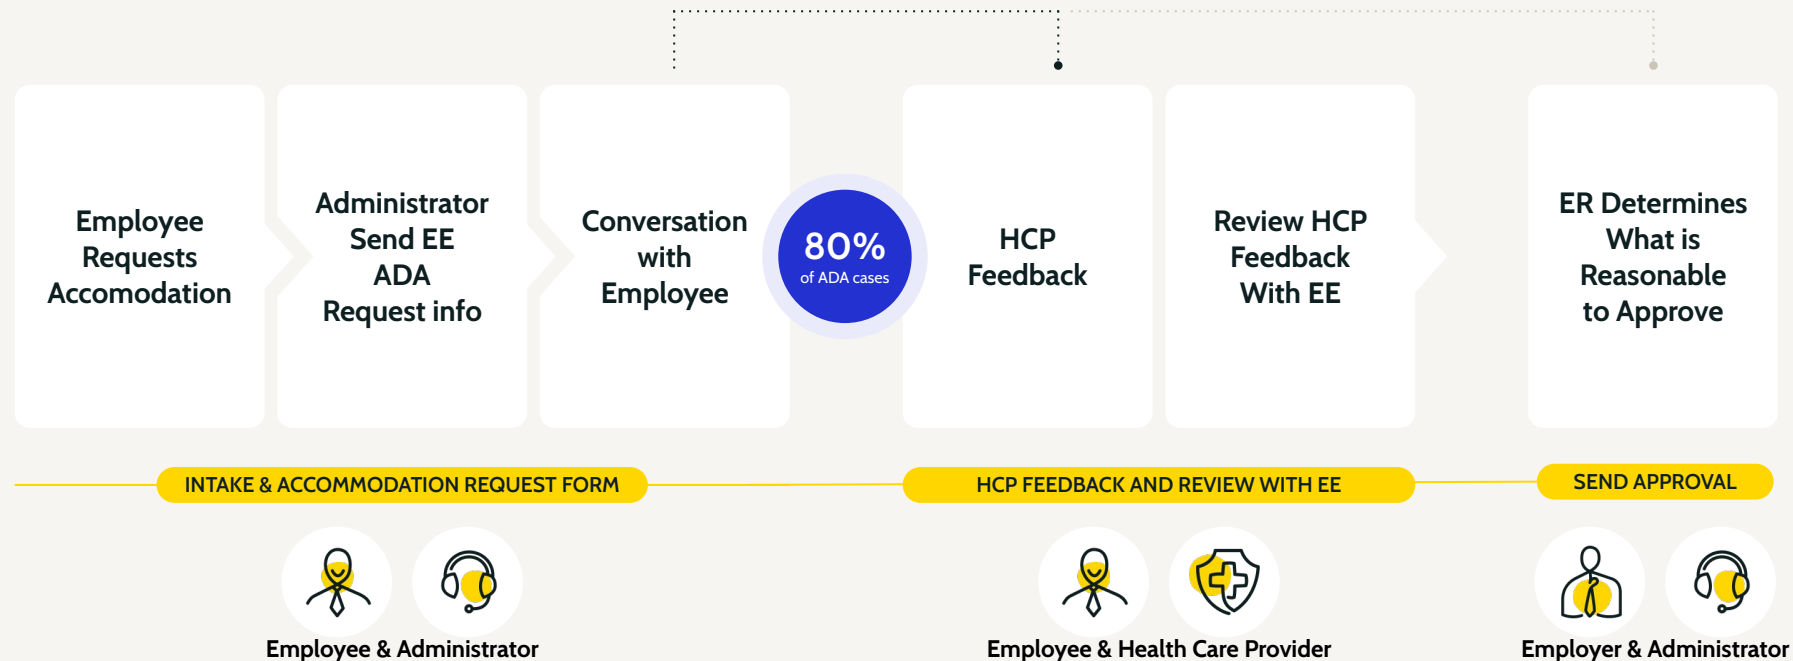 Employee
Requests
Accomodation
Administrator
Send EE
ADA
Request info
Conversation
with
Employee
80%
of ADA cases
HCP
Feedback
Review HCP
Feedback
With EE
ER Determines
What is
Reasonable
to Approve
INTAKE & ACCOMMODATION REQUEST FORM
HCP FEEDBACK AND REVIEW WITH EE
SEND APPROVAL
Employee & Administrator
Employee & Health Care Provider
Employer & Administrator